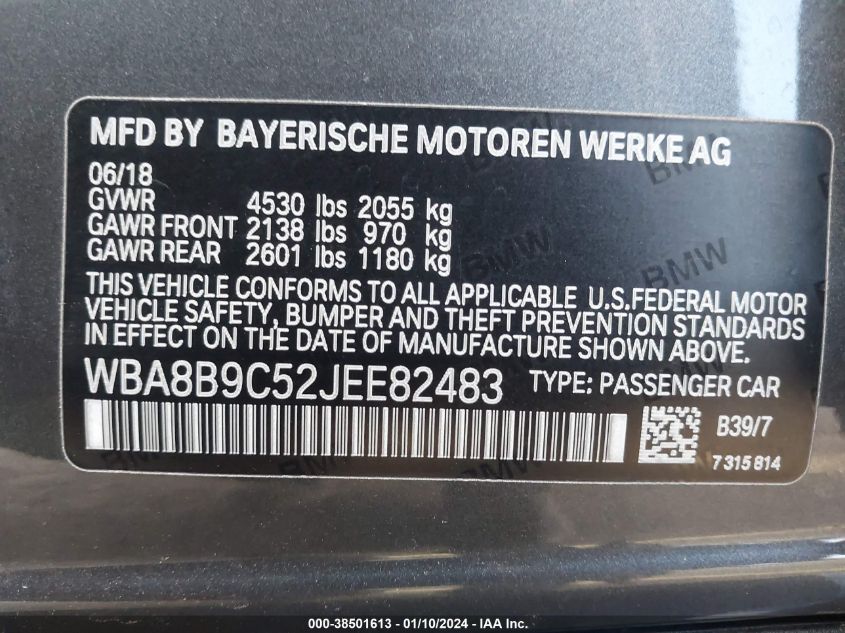 MFD BY BAYERISCHE MOTOREN WERKE AG
06/18
GVWR 4530 lbs 2055 kg
GAWR FRONT 2138 lbs 970 kg
GAWR REAR 2601 lbs 1180 kg
THIS VEHICLE CONFORMS TO ALL APPLICABLE U.S.FEDERAL MOTOR
VEHICLE SAFETY, BUMPER AND THEFT PREVENTION STANDARDS
IN EFFECT ON THE DATE OF MANUFACTURE SHOWN ABOVE.
WBA8B9C52JEE82483 TYPE: PASSENGER CAR
B39/7
7 315 814
BMW
000-38501613 - 01/10/2024 - IAA Inc.